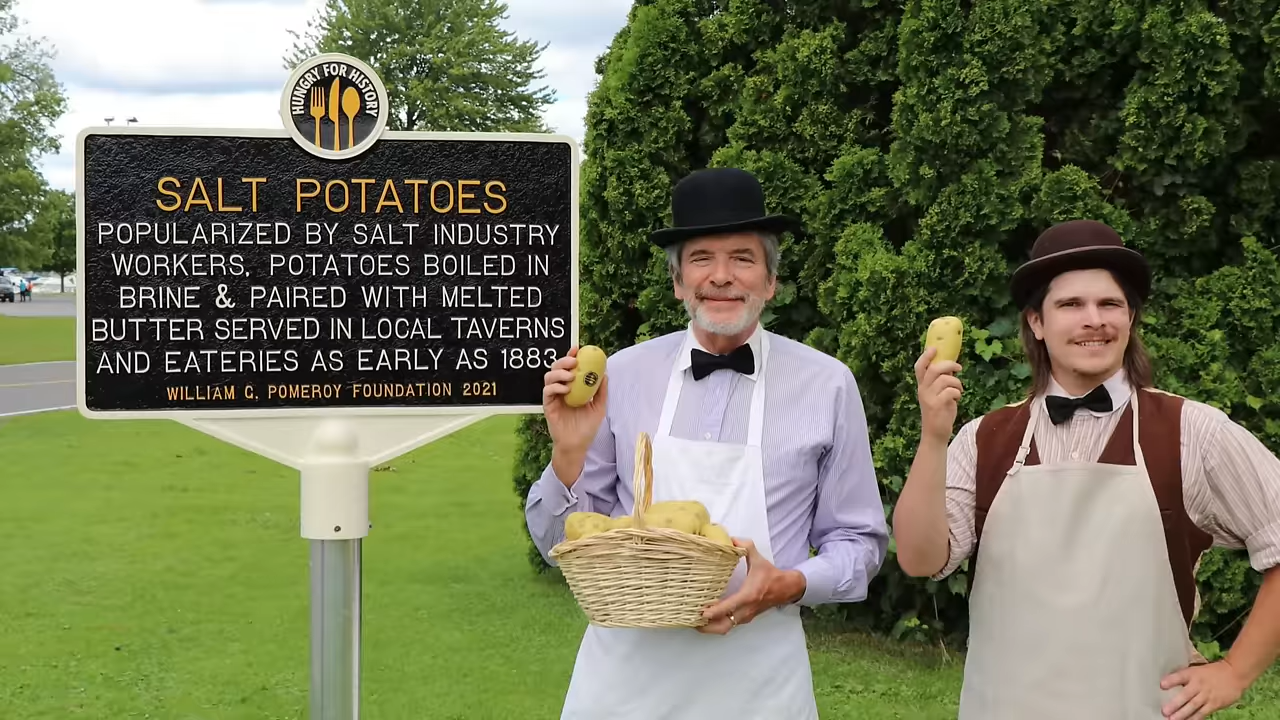 HUNGRY FOR HISTORY
SALT POTATOES
POPULARIZED BY SALT INDUSTRY
WORKERS. POTATOES BOILED IN
BRINE & PAIRED WITH MELTED
BUTTER SERVED IN LOCAL TAVERNS
AND EATERIES AS EARLY AS 1883
WILLIAM G. POMEROY FOUNDATION 2021